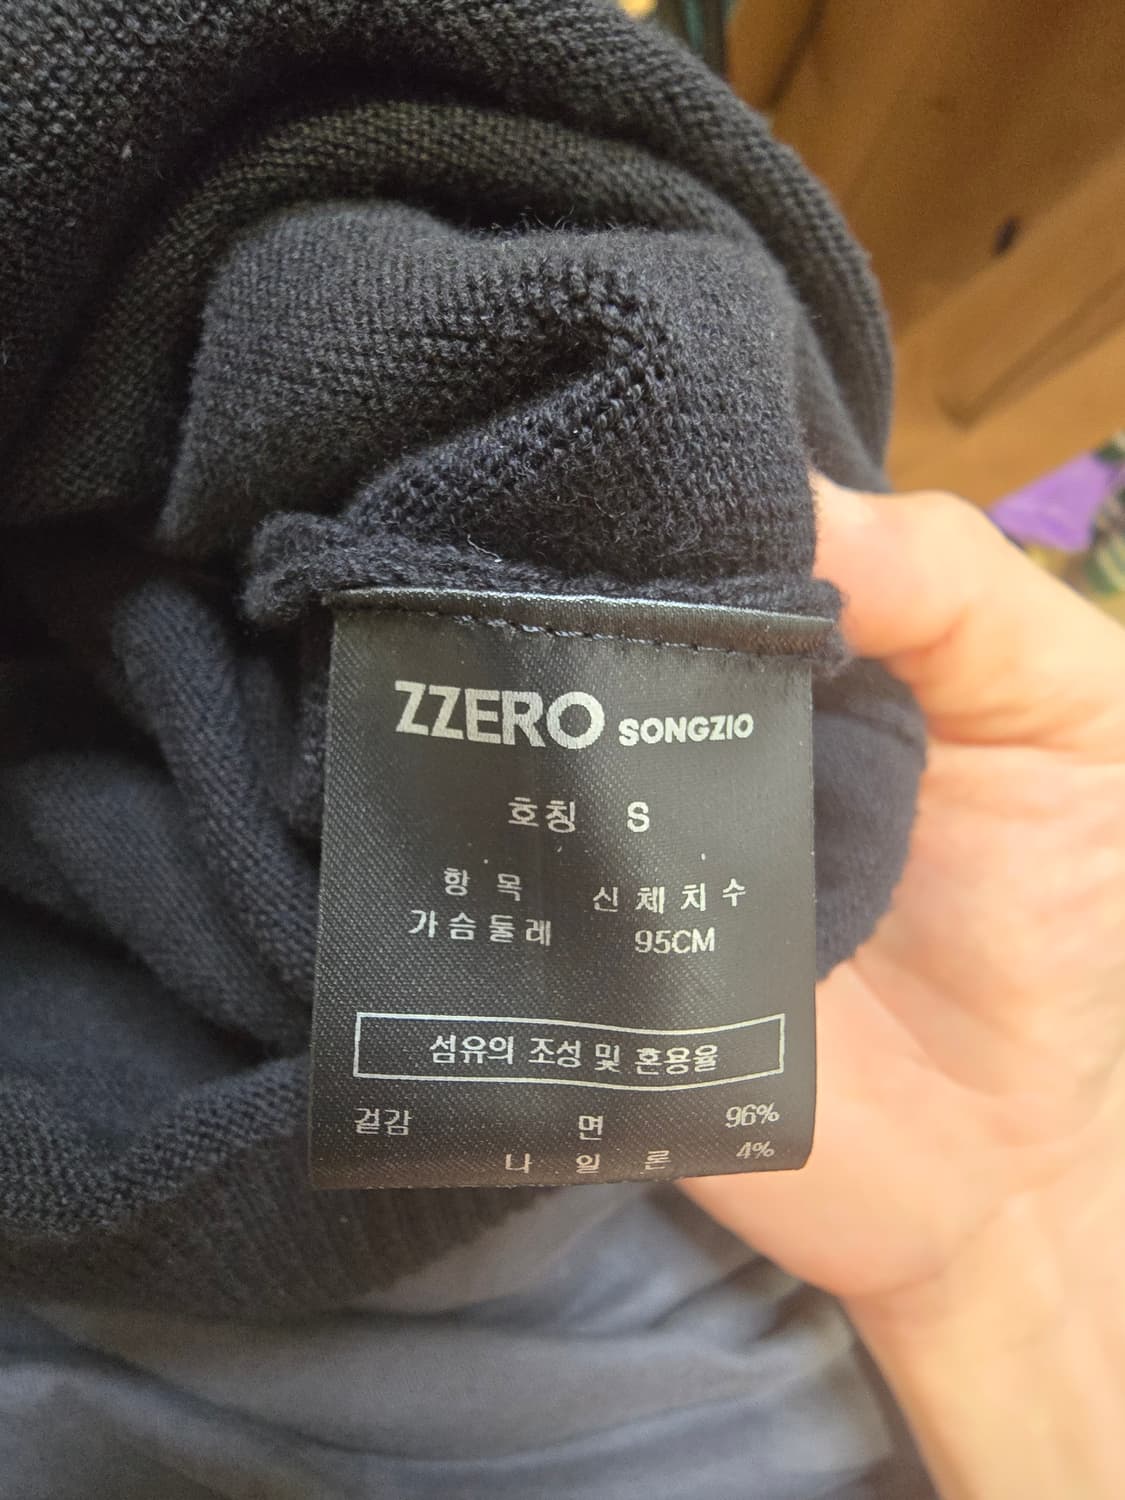 ZZERO SONGZIO
호칭 S
항목 신체치수
가슴둘레 95CM
섬유의 조성 및 혼용율
겉감 면 96%
나일론 4%